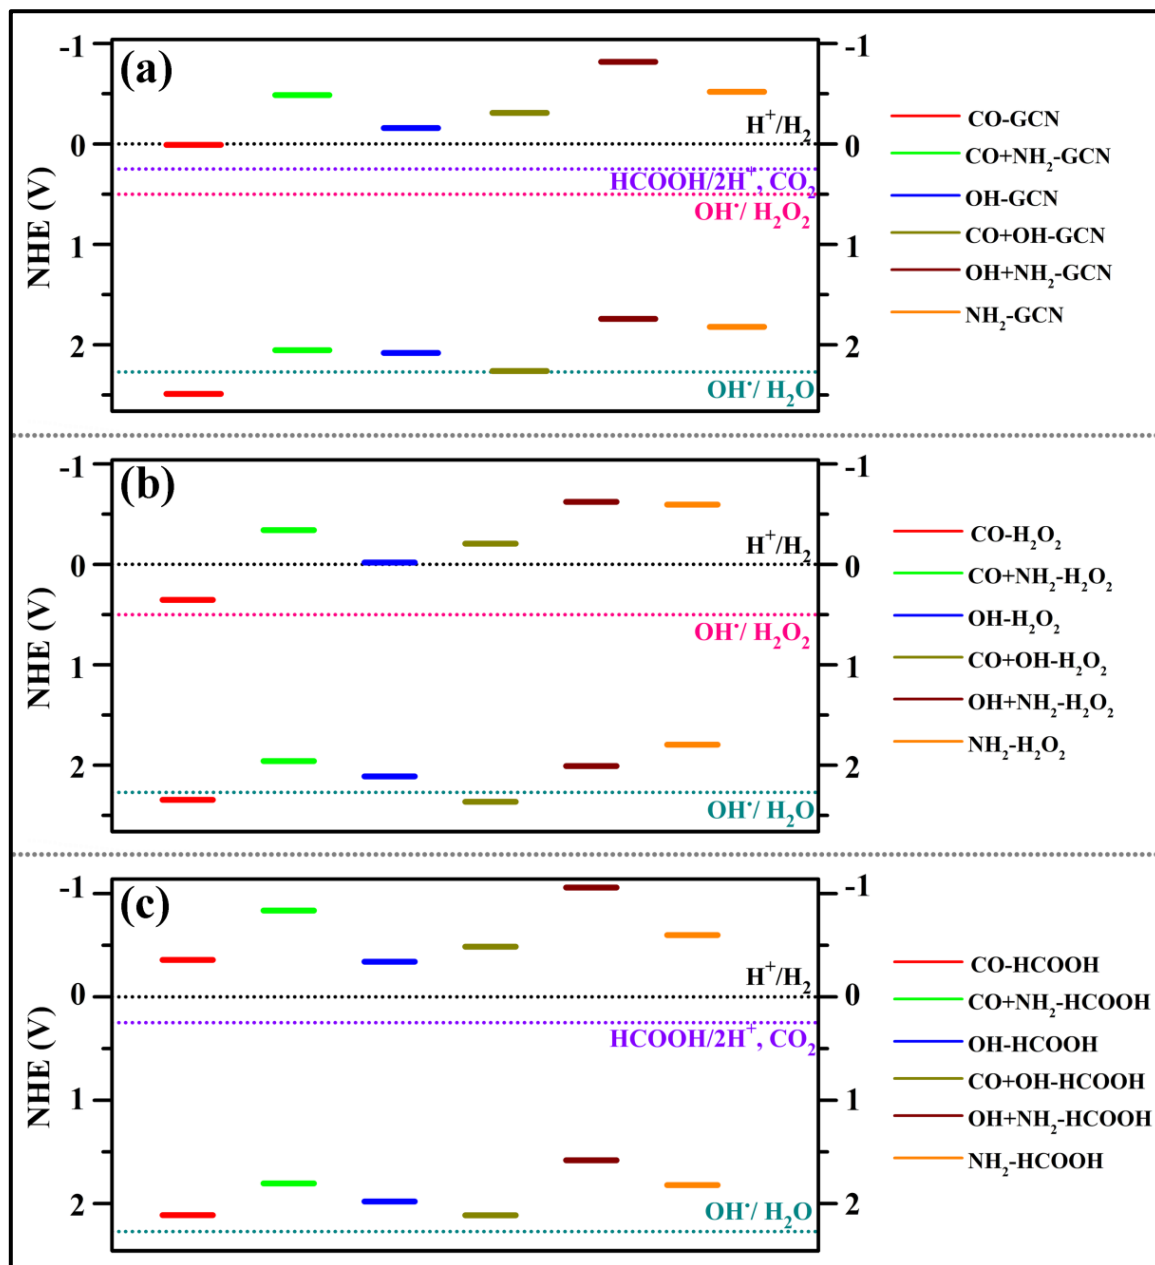 (a)
NHE (V)
-1
0
1
2
-1
0
1
2
H⁺/H₂
HCOOH/2H⁺, CO₂
OH•/ H₂O₂
OH•/ H₂O
CO-GCN
CO+NH₂-GCN
OH-GCN
CO+OH-GCN
OH+NH₂-GCN
NH₂-GCN
(b)
NHE (V)
-1
0
1
2
-1
0
1
2
H⁺/H₂
OH•/ H₂O₂
OH•/ H₂O
CO-H₂O₂
CO+NH₂-H₂O₂
OH-H₂O₂
CO+OH-H₂O₂
OH+NH₂-H₂O₂
NH₂-H₂O₂
(c)
NHE (V)
-1
0
1
2
-1
0
1
2
H⁺/H₂
HCOOH/2H⁺, CO₂
OH•/ H₂O
CO-HCOOH
CO+NH₂-HCOOH
OH-HCOOH
CO+OH-HCOOH
OH+NH₂-HCOOH
NH₂-HCOOH